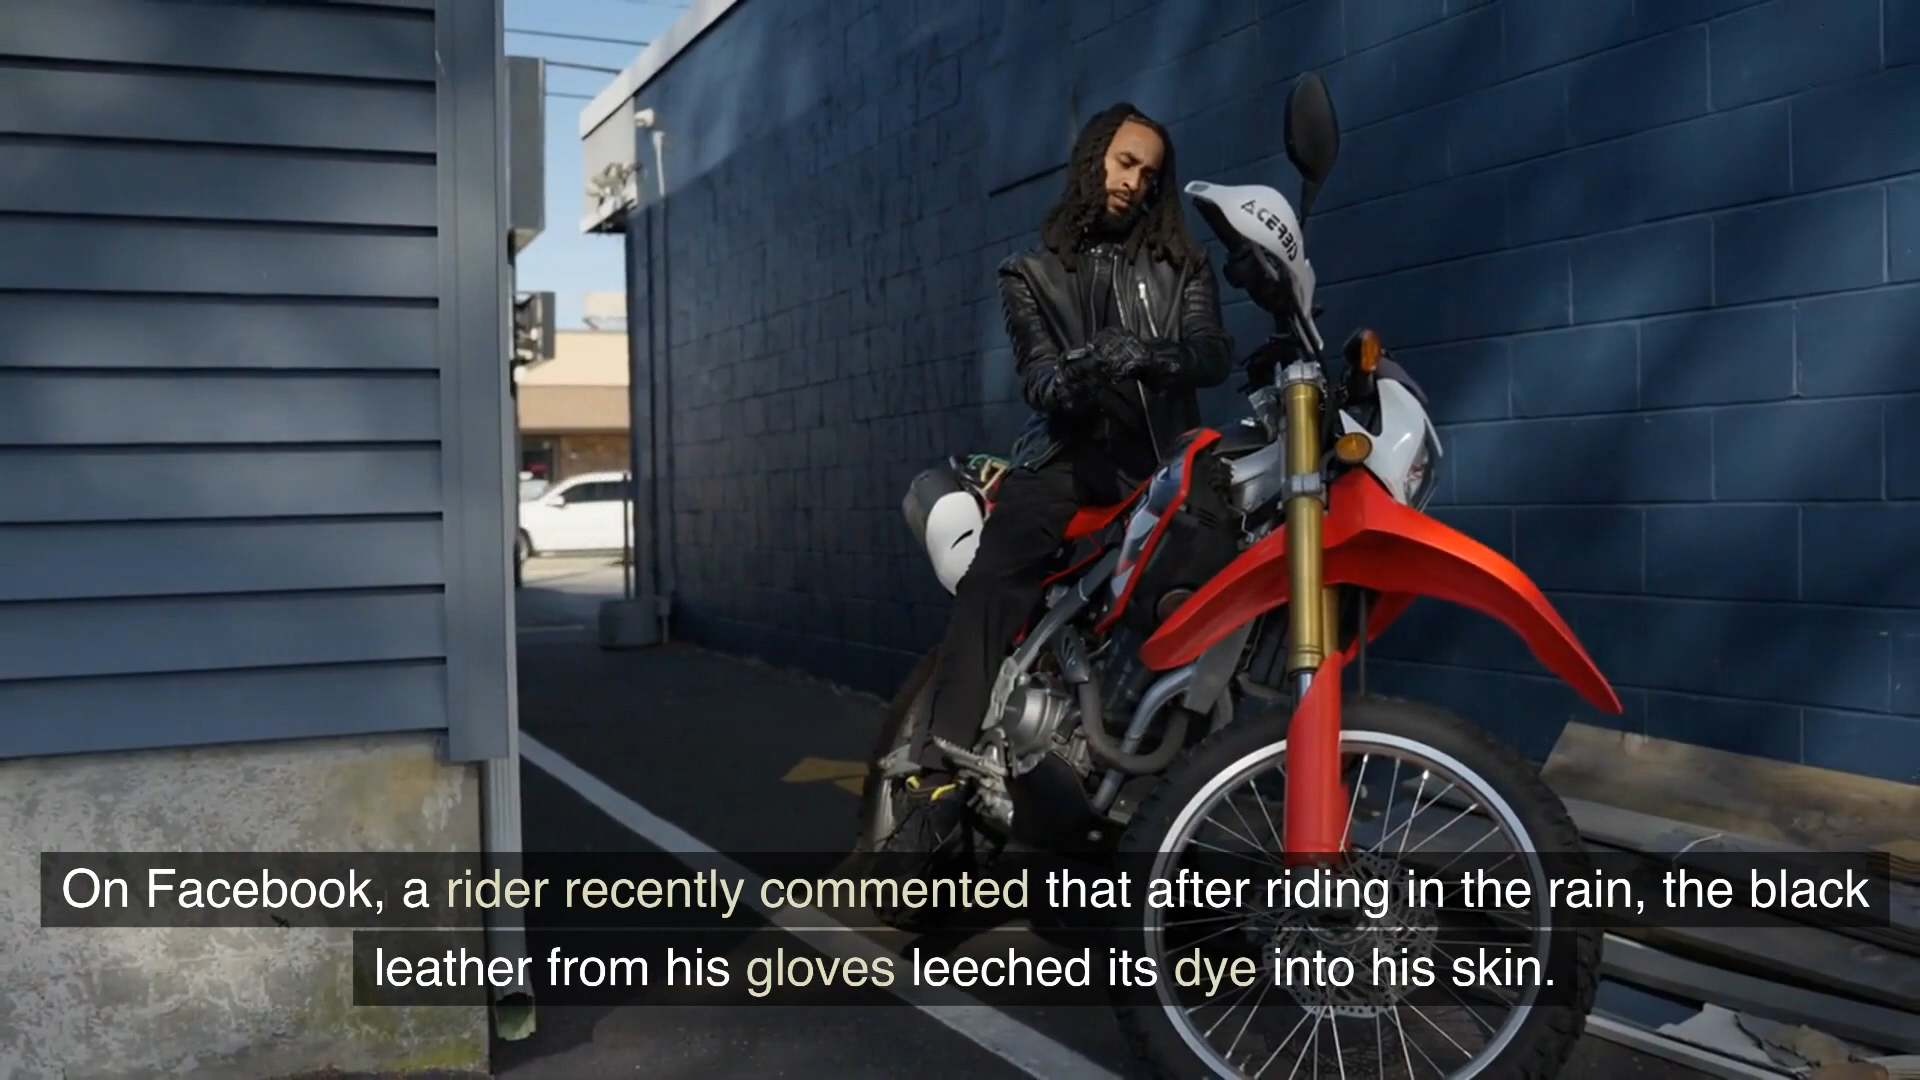 ACERBIS
On Facebook, a rider recently commented that after riding in the rain, the black
leather from his gloves leeched its dye into his skin.